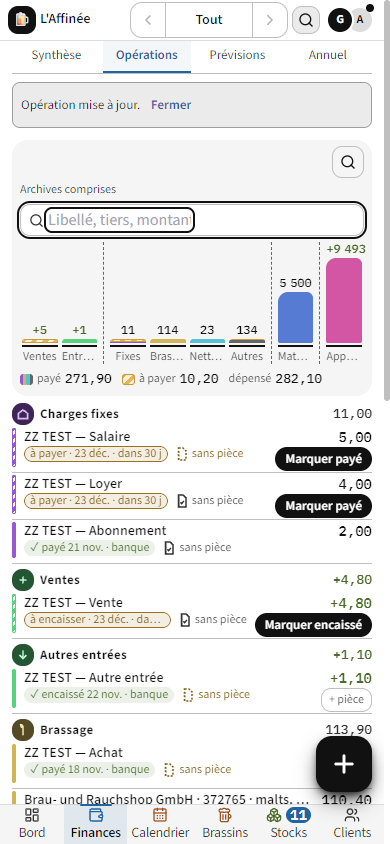 L'Affinée
Tout
G
A
Synthèse
Opérations
Prévisions
Annuel
Opération mise à jour.
Fermer
Archives comprises
Libellé, tiers, montant
+9 493
5 500
+5
+1
11
114
23
134
Ventes
Entr…
Fixes
Bras…
Nett…
Autres
Mat…
App…
payé 271,90
à payer 10,20
dépensé 282,10
Charges fixes
11,00
ZZ TEST — Salaire
5,00
à payer · 23 déc. · dans 30 j
sans pièce
Marquer payé
ZZ TEST — Loyer
4,00
à payer · 23 déc. · dans 30 j
sans pièce
Marquer payé
ZZ TEST — Abonnement
2,00
✓ payé 21 nov. · banque
sans pièce
Ventes
+4,80
ZZ TEST — Vente
+4,80
à encaisser · 23 déc. · da…
sans pièce
Marquer encaissé
Autres entrées
+1,10
ZZ TEST — Autre entrée
+1,10
✓ encaissé 22 nov. · banque
sans pièce
+ pièce
Brassage
113,90
ZZ TEST — Achat
✓ payé 18 nov. · banque
sans pièce
Brau- und Rauchshop GmbH · 372765 · malts, …
110,40
Bord
Finances
Calendrier
Brassins
11
Stocks
Clients